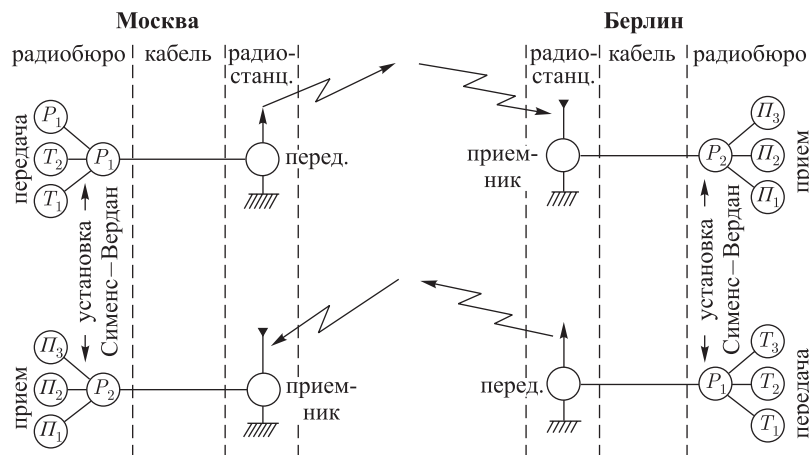 Москва
Берлин
радиобюро
кабель
радио-
станц.
радио-
станц.
кабель
радиобюро
передача
P₁
T₂
T₁
P₁
перед.
прием-
ник
P₂
П₃
П₂
П₁
прием
установка
Сименс—Вердан
установка
Сименс—Вердан
прием
П₃
П₂
П₁
P₂
прием-
ник
перед.
P₁
T₃
T₂
T₁
передача